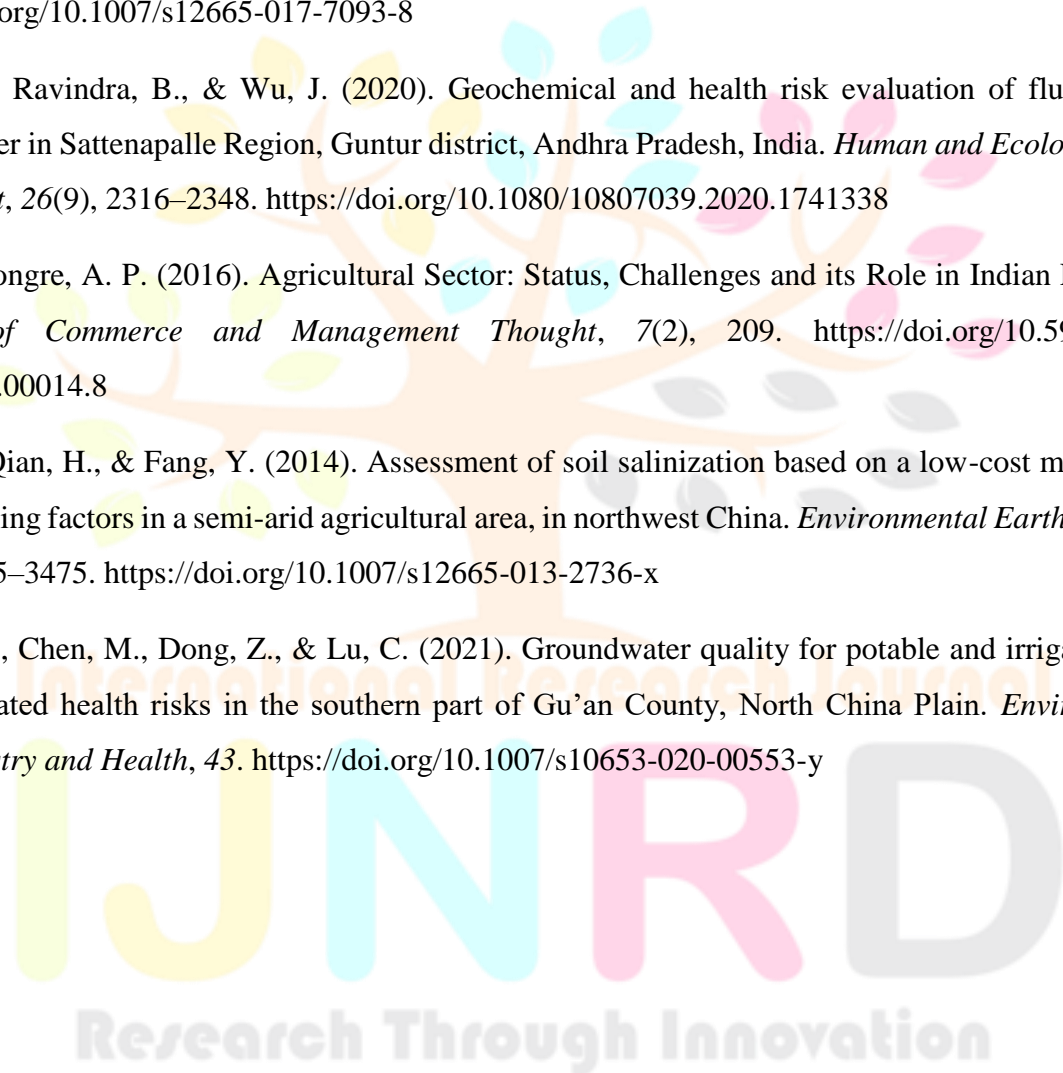 org/10.1007/s12665-017-7093-8
Ravindra, B., & Wu, J. (2020). Geochemical and health risk evaluation of flu
er in Sattenapalle Region, Guntur district, Andhra Pradesh, India. Human and Ecolo
t, 26(9), 2316–2348. https://doi.org/10.1080/10807039.2020.1741338
ongre, A. P. (2016). Agricultural Sector: Status, Challenges and its Role in Indian
of Commerce and Management Thought, 7(2), 209. https://doi.org/10.59
.00014.8
Qian, H., & Fang, Y. (2014). Assessment of soil salinization based on a low-cost m
ing factors in a semi-arid agricultural area, in northwest China. Environmental Earth
5–3475. https://doi.org/10.1007/s12665-013-2736-x
., Chen, M., Dong, Z., & Lu, C. (2021). Groundwater quality for potable and irriga
International Research Journal
ated health risks in the southern part of Gu’an County, North China Plain. Envir
try and Health, 43. https://doi.org/10.1007/s10653-020-00553-y
IJNRD
Research Through Innovation